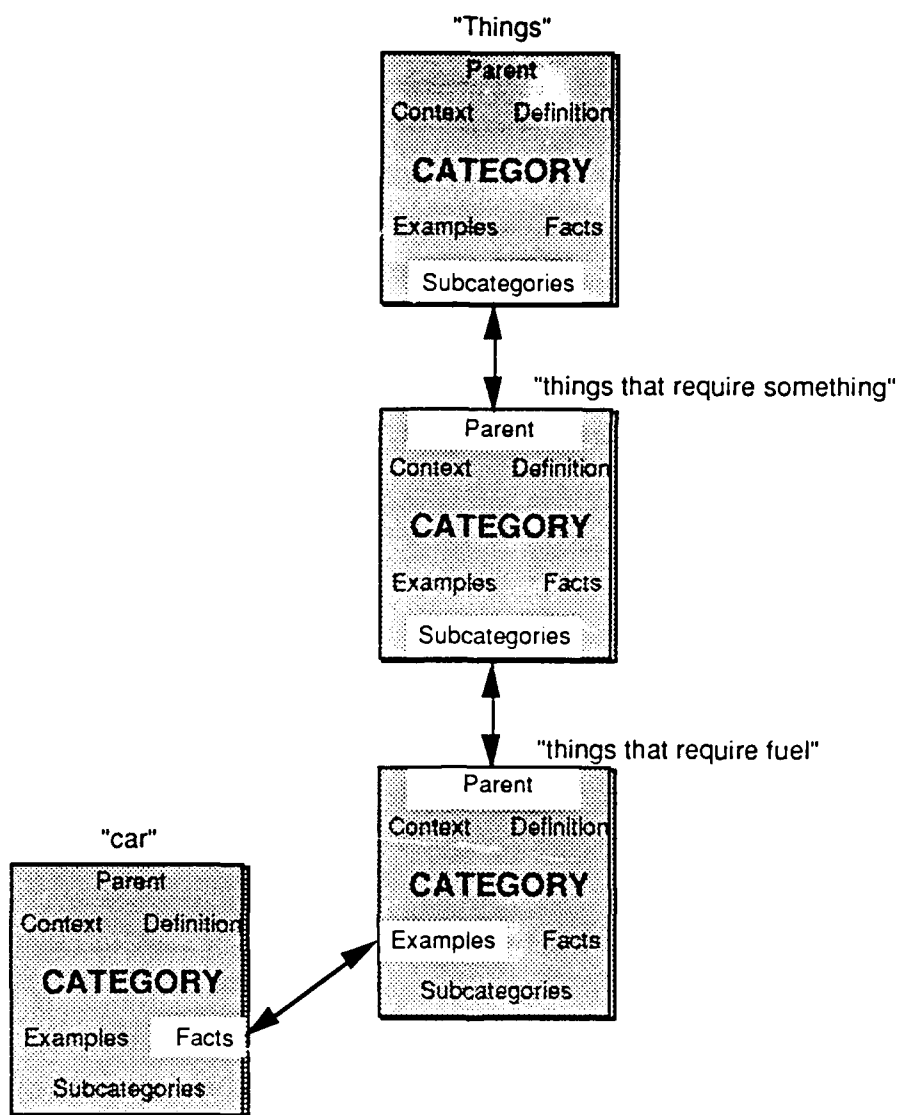 "Things"
Parent
Context Definition
CATEGORY
Examples Facts
Subcategories
"things that require something"
Parent
Context Definition
CATEGORY
Examples Facts
Subcategories
"things that require fuel"
Parent
Context Definition
CATEGORY
Examples Facts
Subcategories
"car"
Parent
Context Definition
CATEGORY
Examples Facts
Subcategories